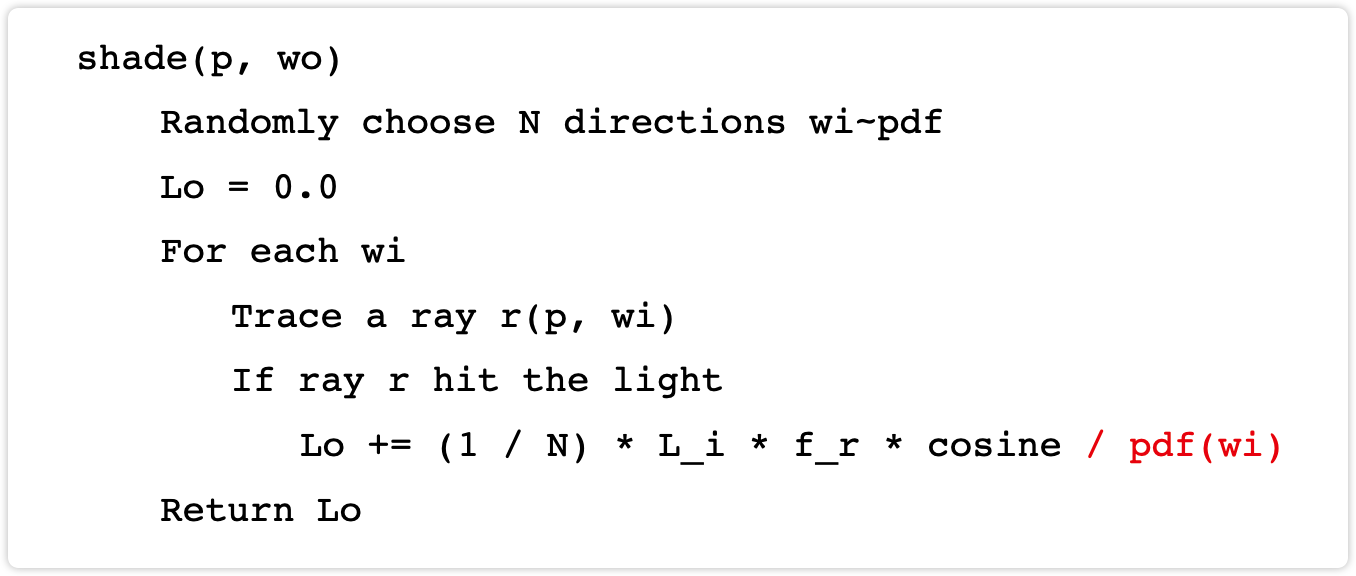 shade(p, wo)
Randomly choose N directions wi~pdf
Lo = 0.0
For each wi
Trace a ray r(p, wi)
If ray r hit the light
Lo += (1 / N) * L_i * f_r * cosine / pdf(wi)
Return Lo